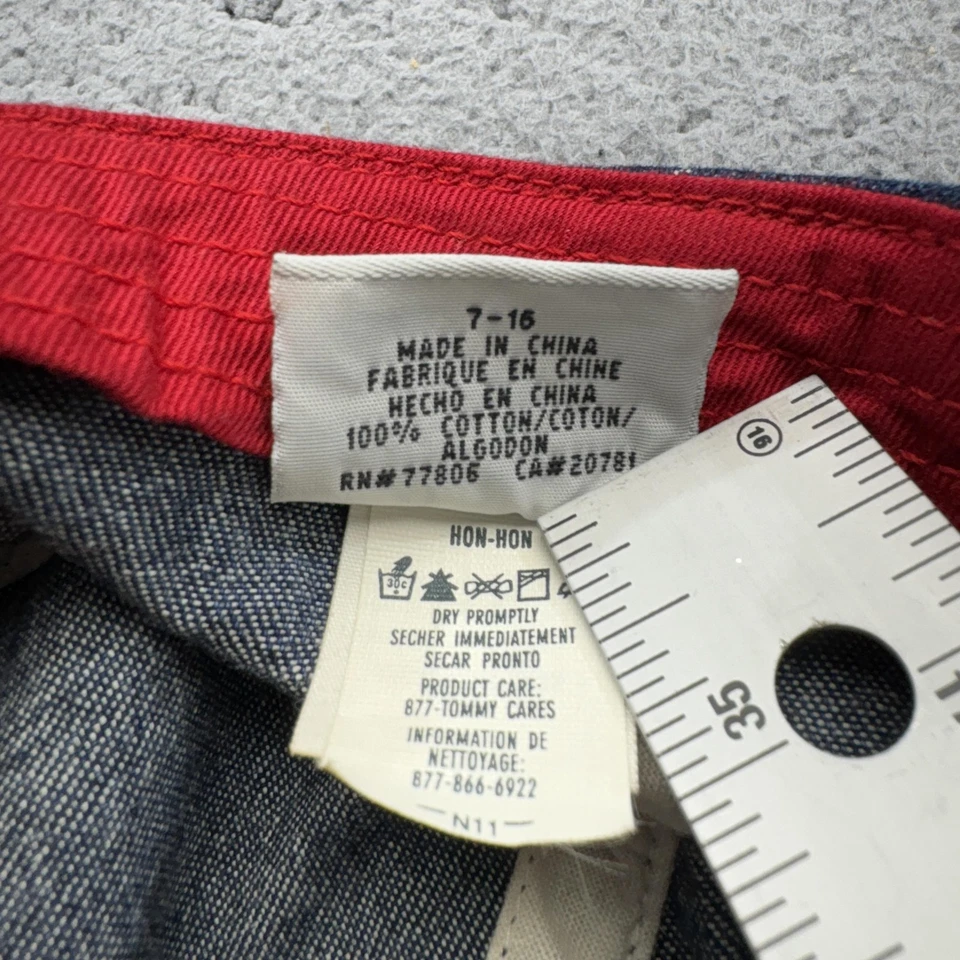 7-16
MADE IN CHINA
FABRIQUE EN CHINE
HECHO EN CHINA
100% COTTON/COTON/
ALGODON
RN#77806 CA#20781
HON-HON
30C
DRY PROMPTLY
SECHER IMMEDIATEMENT
SECAR PRONTO
PRODUCT CARE:
877-TOMMY CARES
INFORMATION DE
NETTOYAGE:
877-866-6922
N11
16
35